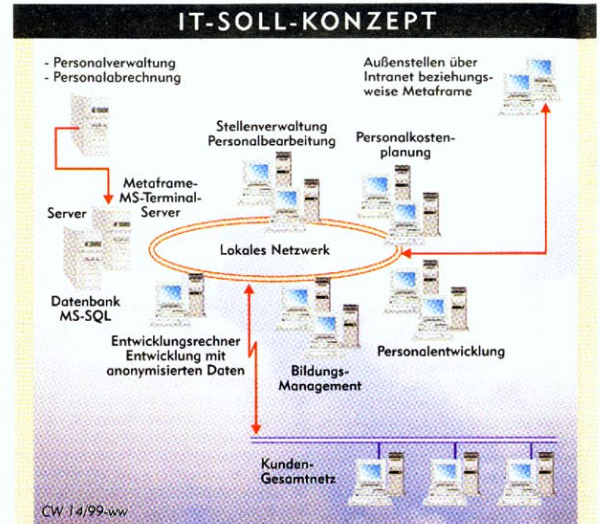 IT-SOLL-KONZEPT
- Personalverwaltung
- Personalabrechnung
Außenstellen über
Intranet beziehungs-
weise Metaframe
Stellenverwaltung
Personalbearbeitung
Personalkosten-
planung
Metaframe-
MS-Terminal-
Server
Server
Lokales Netzwerk
Datenbank
MS-SQL
Entwicklungsrechner
Entwicklung mit
anonymisierten Daten
Bildungs-
Management
Personalentwicklung
Kunden-
Gesamtnetz
CW 14/99-ww